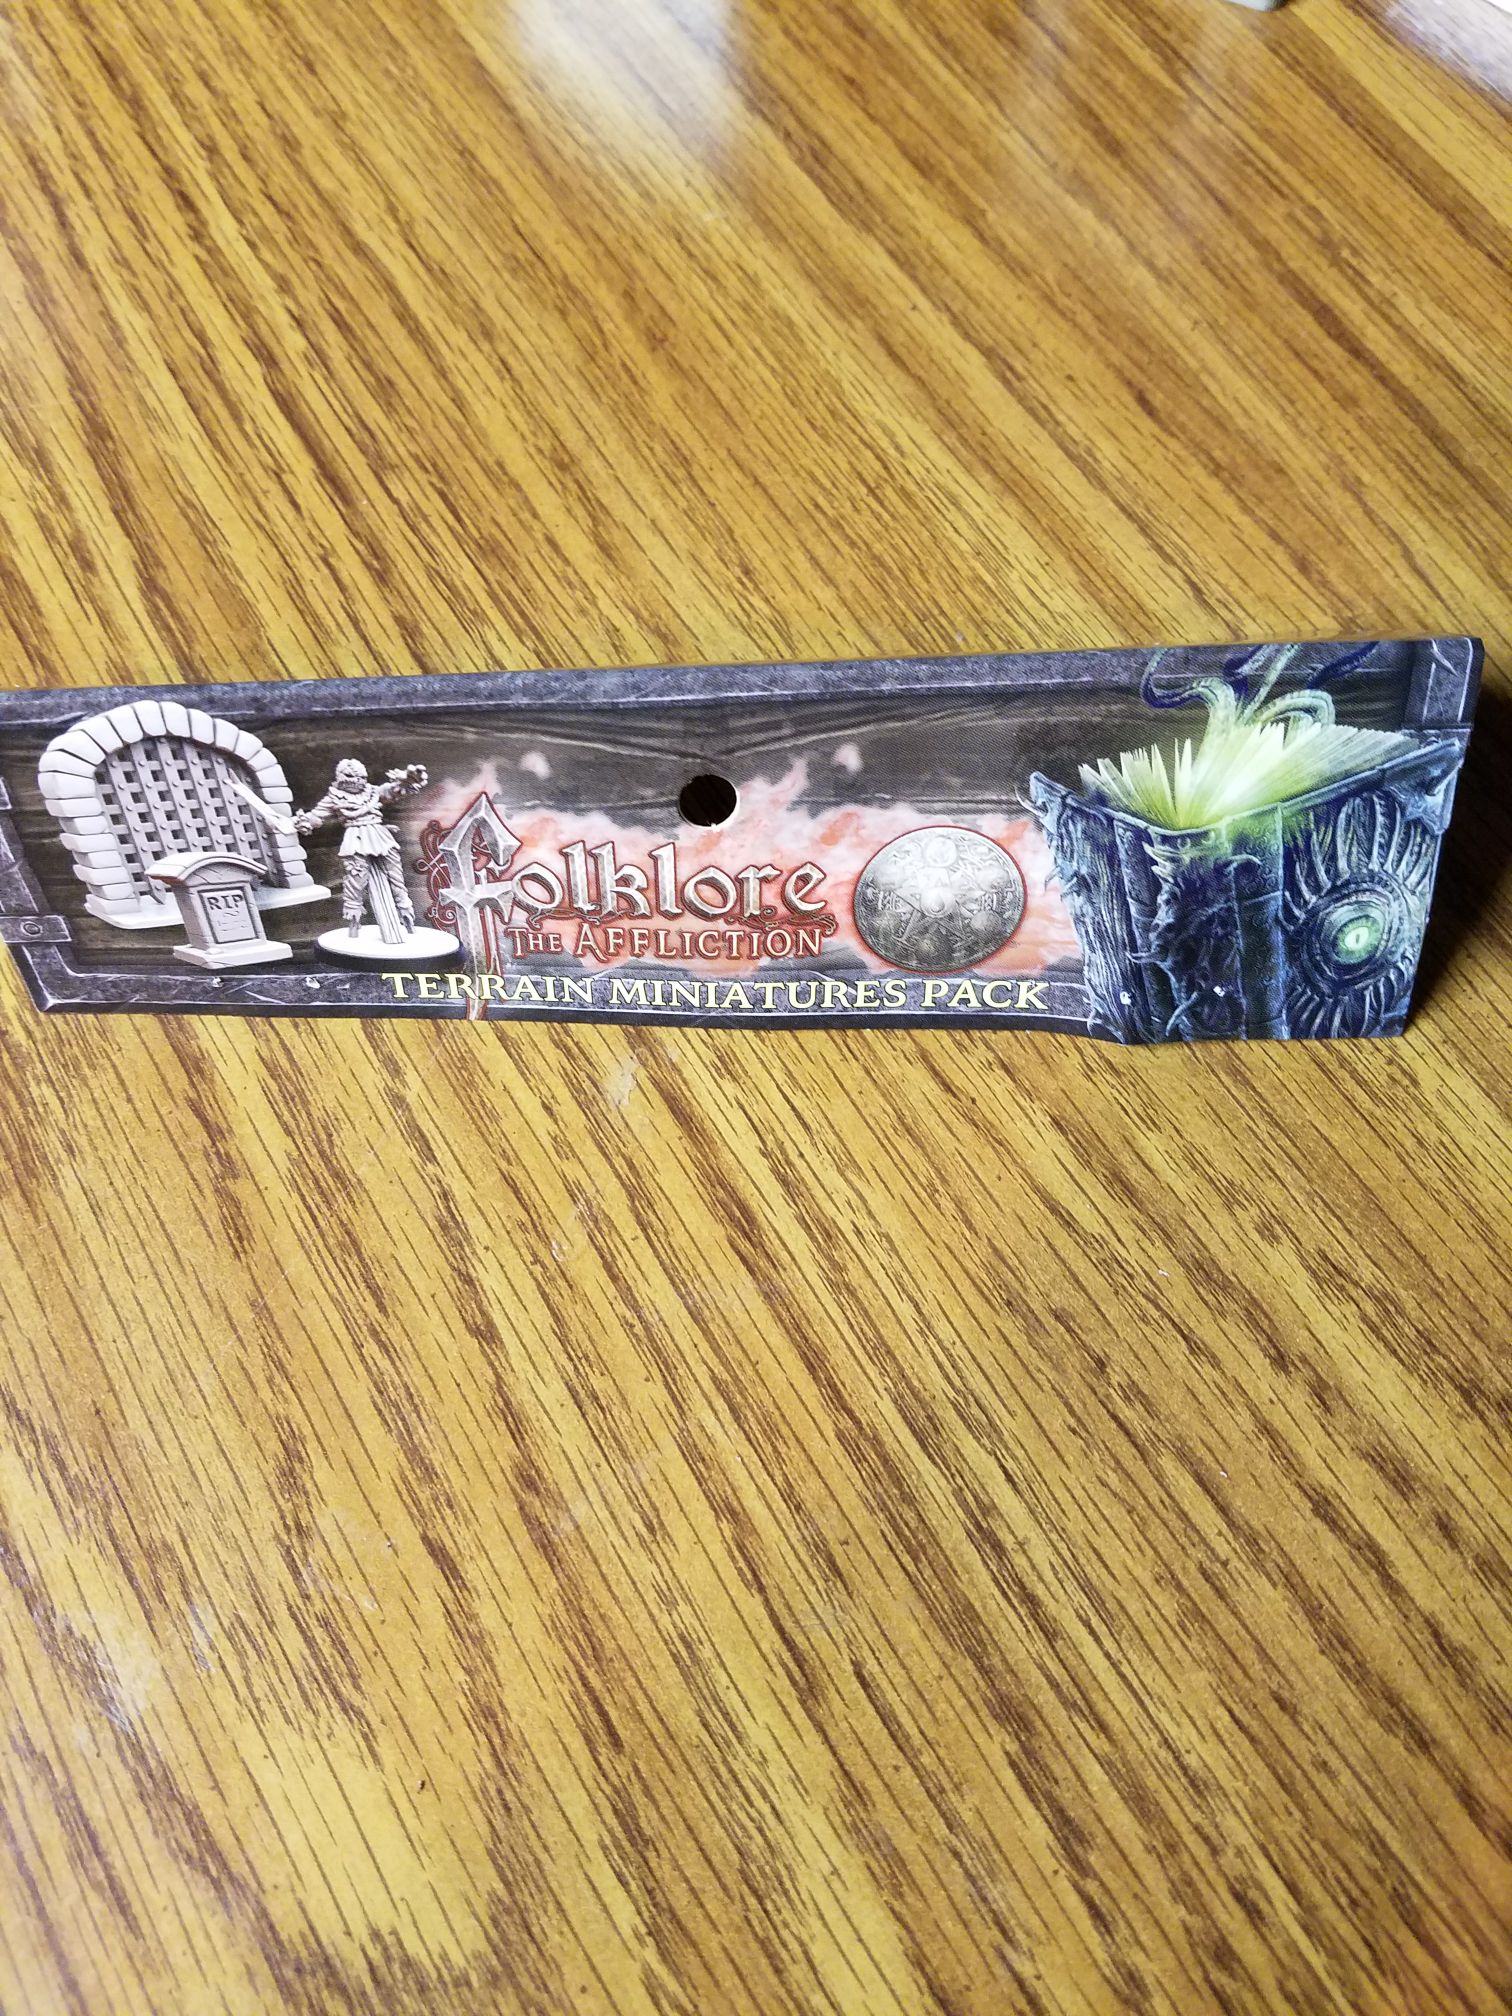 RIP
Folklore
THE AFFLICTION
TERRAIN MINIATURES PACK